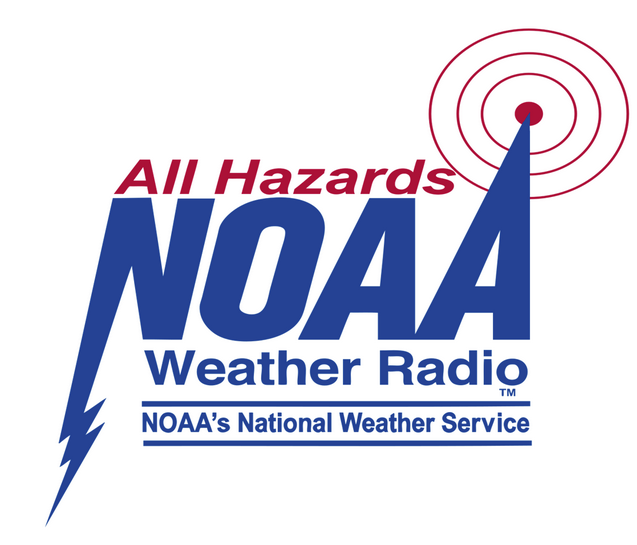 All Hazards
NOAA
Weather Radio
TM
NOAA's National Weather Service